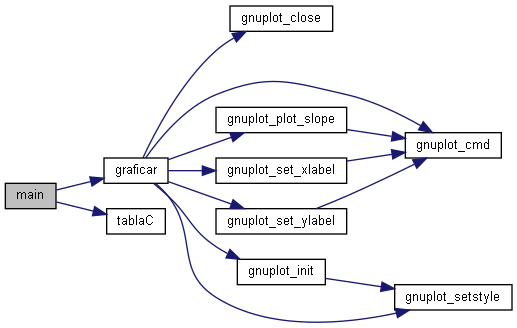 gnuplot_close
gnuplot_plot_slope
gnuplot_cmd
graficar
gnuplot_set_xlabel
main
tablaC
gnuplot_set_ylabel
gnuplot_init
gnuplot_setstyle